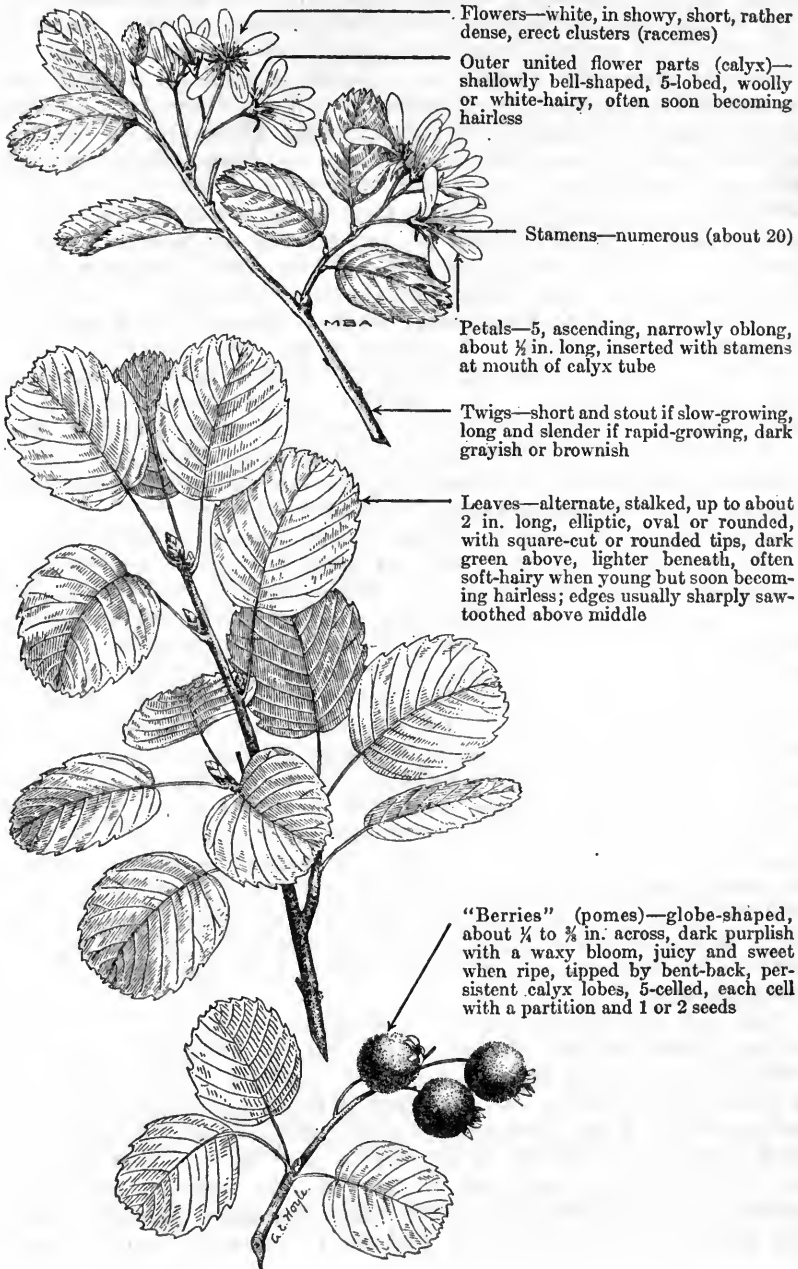 Flowers—white, in showy, short, rather
dense, erect clusters (racemes)
Outer united flower parts (calyx)—
shallowly bell-shaped, 5-lobed, woolly
or white-hairy, often soon becoming
hairless
Stamens—numerous (about 20)
MBA
Petals—5, ascending, narrowly oblong,
about ½ in. long, inserted with stamens
at mouth of calyx tube
Twigs—short and stout if slow-growing,
long and slender if rapid-growing, dark
grayish or brownish
Leaves—alternate, stalked, up to about
2 in. long, elliptic, oval or rounded,
with square-cut or rounded tips, dark
green above, lighter beneath, often
soft-hairy when young but soon becom-
ing hairless; edges usually sharply saw-
toothed above middle
"Berries" (pomes)—globe-shaped,
about ¼ to ⅜ in. across, dark purplish
with a waxy bloom, juicy and sweet
when ripe, tipped by bent-back, per-
sistent calyx lobes, 5-celled, each cell
with a partition and 1 or 2 seeds